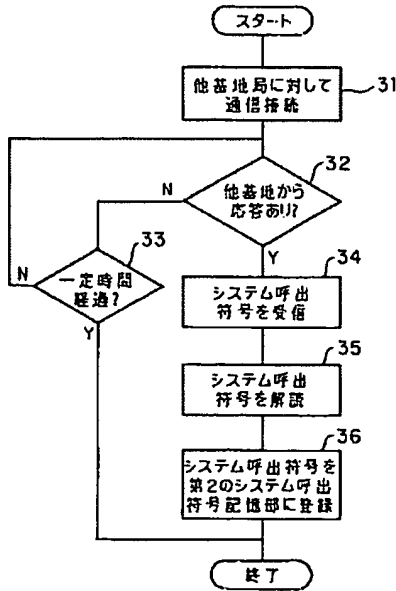 スタート
他基地局に対して
通信接続
31
32
他基地から
応答あり?
N
Y
33
一定時間
経過?
N
Y
34
システム呼出
符号を受信
35
システム呼出
符号を解読
36
システム呼出符号を
第2のシステム呼出
符号記憶部に登録
終了